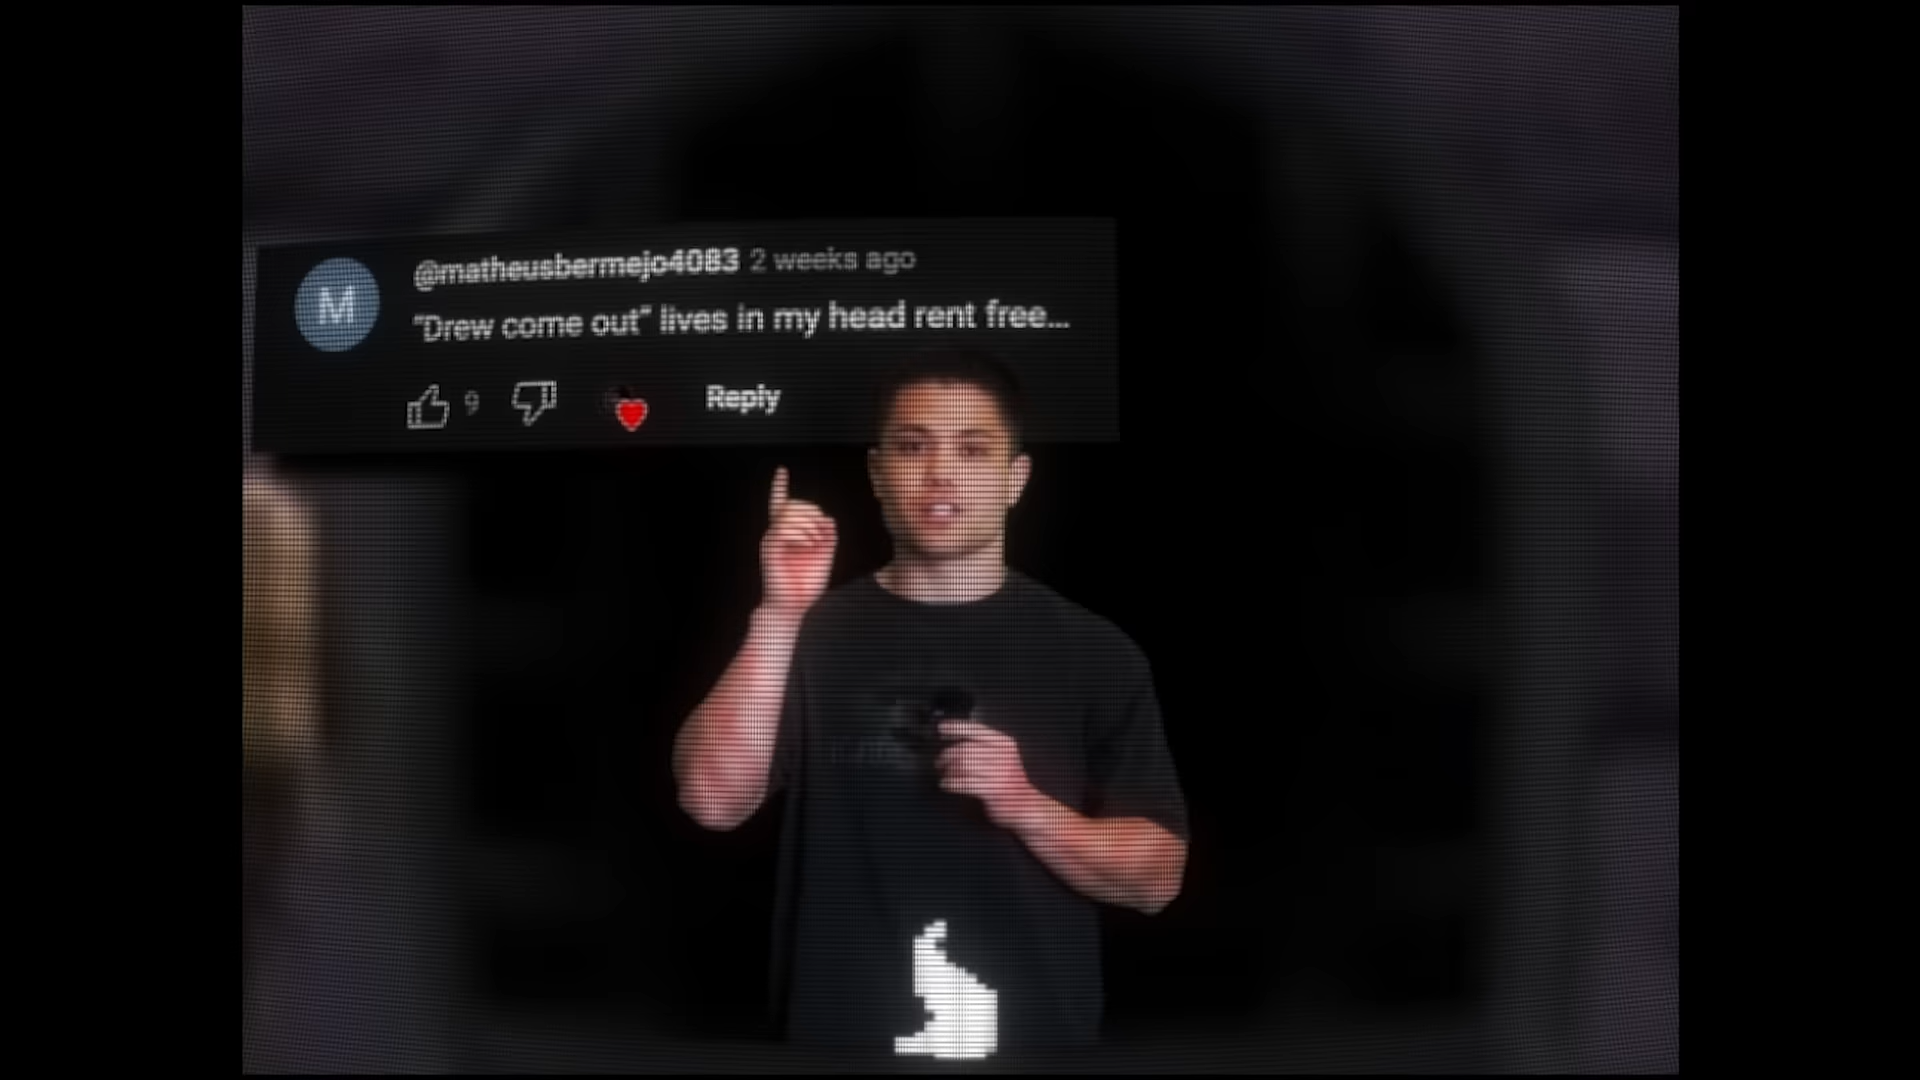 @matheusbermejo4083 2 weeks ago
“Drew come out” lives in my head rent free...
9
Reply
M